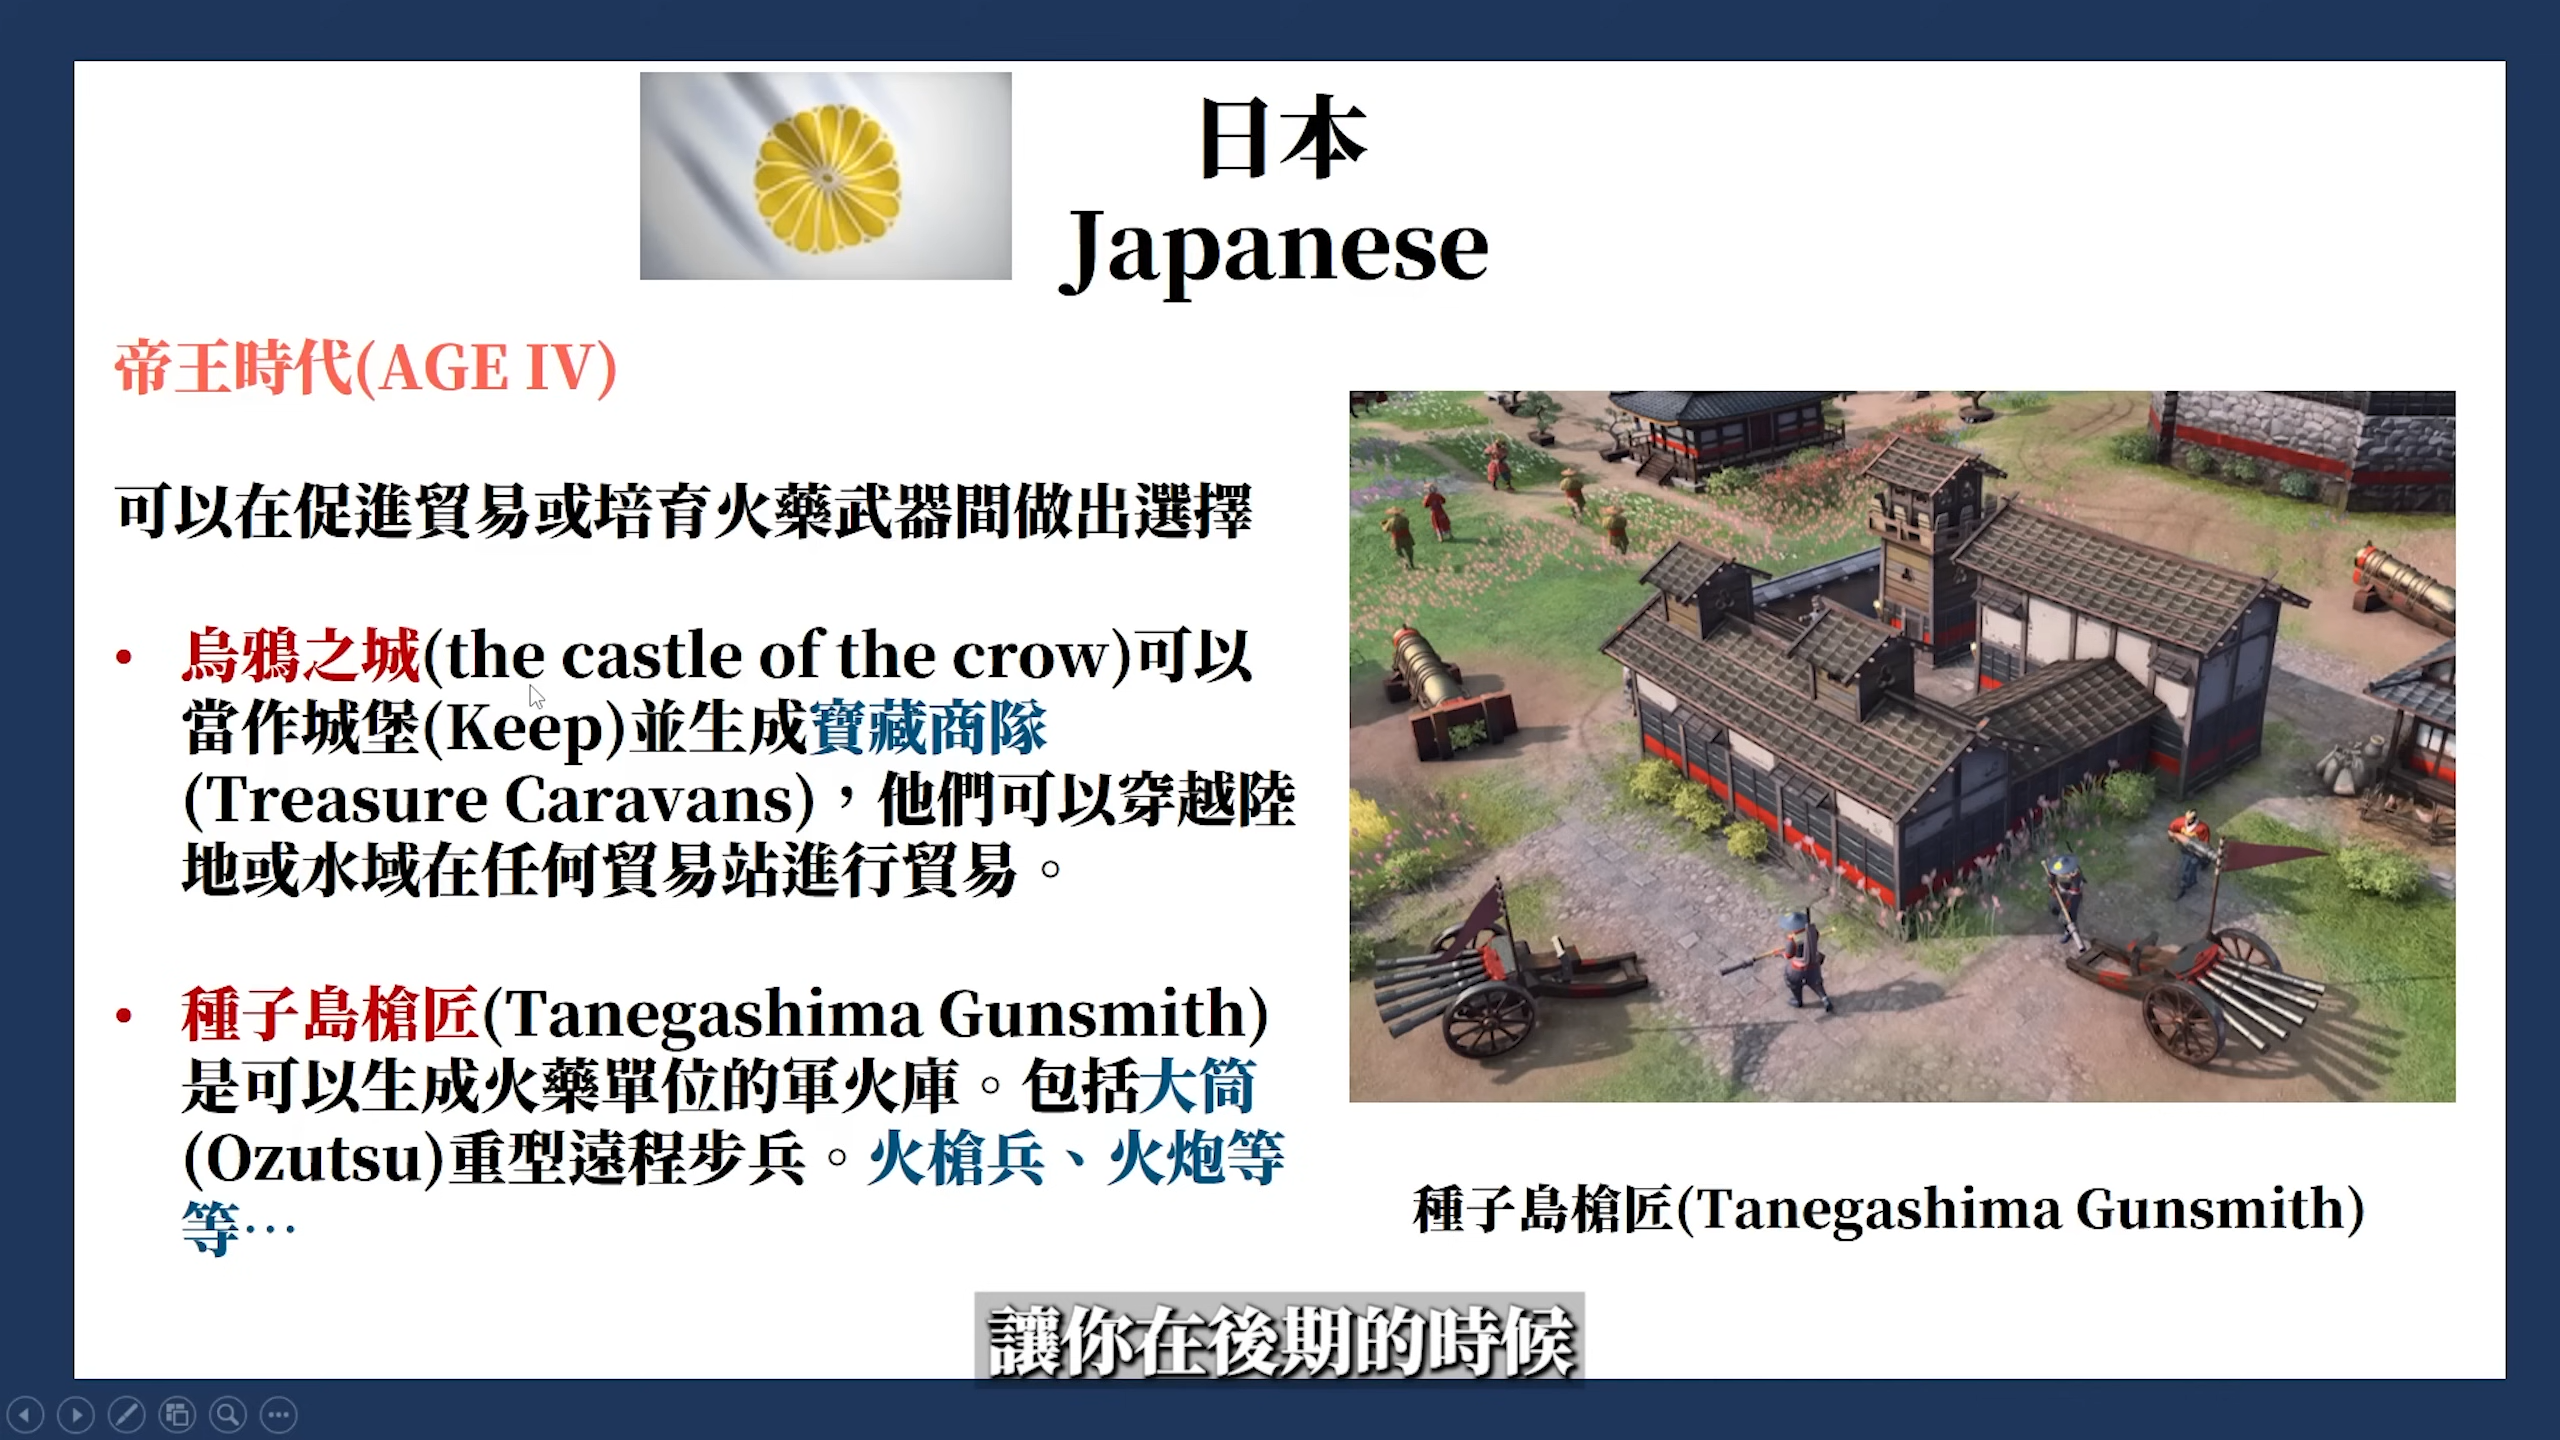 日本
Japanese
帝王時代(AGE IV)
可以在促進貿易或培育火藥武器間做出選擇
• 烏鴉之城(the castle of the crow)可以
當作城堡(Keep)並生成寶藏商隊
(Treasure Caravans)，他們可以穿越陸
地或水域在任何貿易站進行貿易。
• 種子島槍匠(Tanegashima Gunsmith)
是可以生成火藥單位的軍火庫。包括大筒
(Ozutsu)重型遠程步兵。火槍兵、火炮等
等…
種子島槍匠(Tanegashima Gunsmith)
讓你在後期的時候